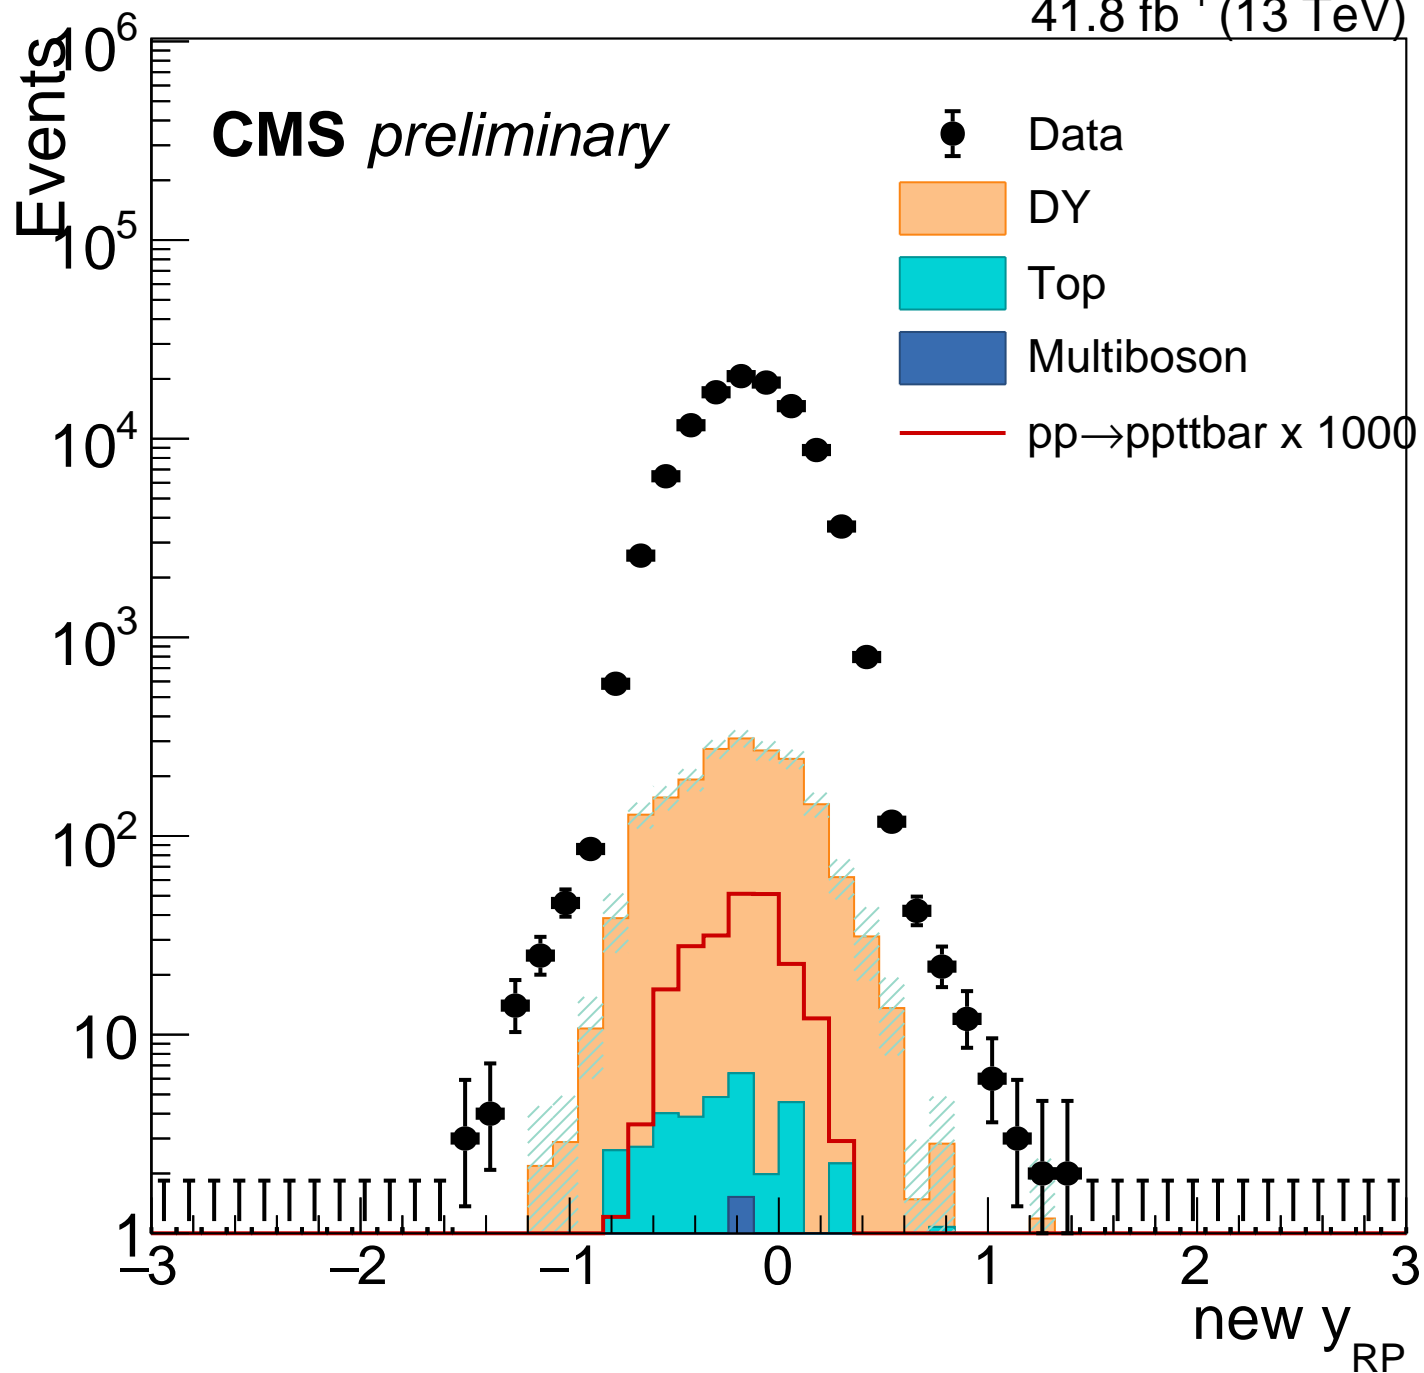 41.8 fb⁻¹ (13 TeV)
Events
CMS preliminary
Data
DY
Top
Multiboson
pp→ppttbar x 1000
10⁶
10⁵
10⁴
10³
10²
10
1
−3 −2 −1 0 1 2 3
new y_RP